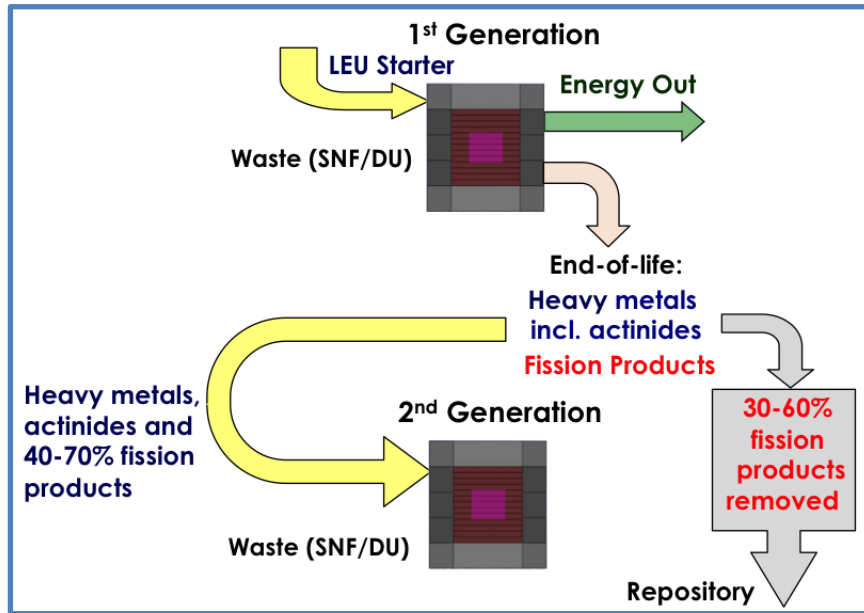 1st Generation
LEU Starter
Energy Out
Waste (SNF/DU)
End-of-life:
Heavy metals
incl. actinides
Fission Products
Heavy metals,
actinides and
40-70% fission
products
2nd Generation
30-60%
fission
products
removed
Waste (SNF/DU)
Repository